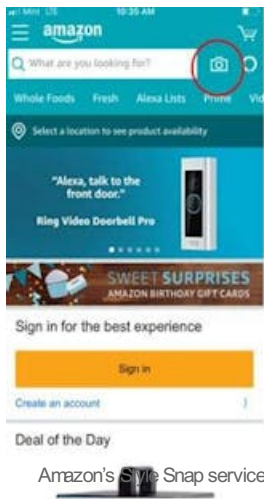 Mint LTE 10:35 AM
amazon
What are you looking for?
Whole Foods Fresh Alexa Lists Prime Vid
Select a location to see product availability
"Alexa, talk to the
front door."
Ring Video Doorbell Pro
SWEET SURPRISES
AMAZON BIRTHDAY GIFT CARDS
Sign in for the best experience
Sign in
Create an account
Deal of the Day
Amazon's Style Snap service